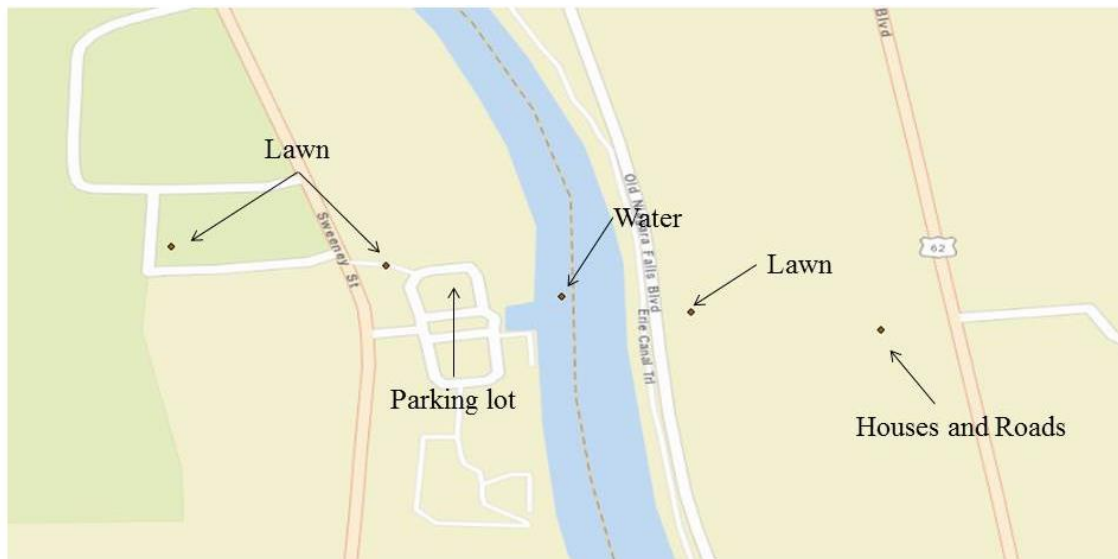 Blvd
Lawn
Sweeney St
Old Niagara Falls Blvd
Water
62
Lawn
Erie Canal Trl
Parking lot
Houses and Roads